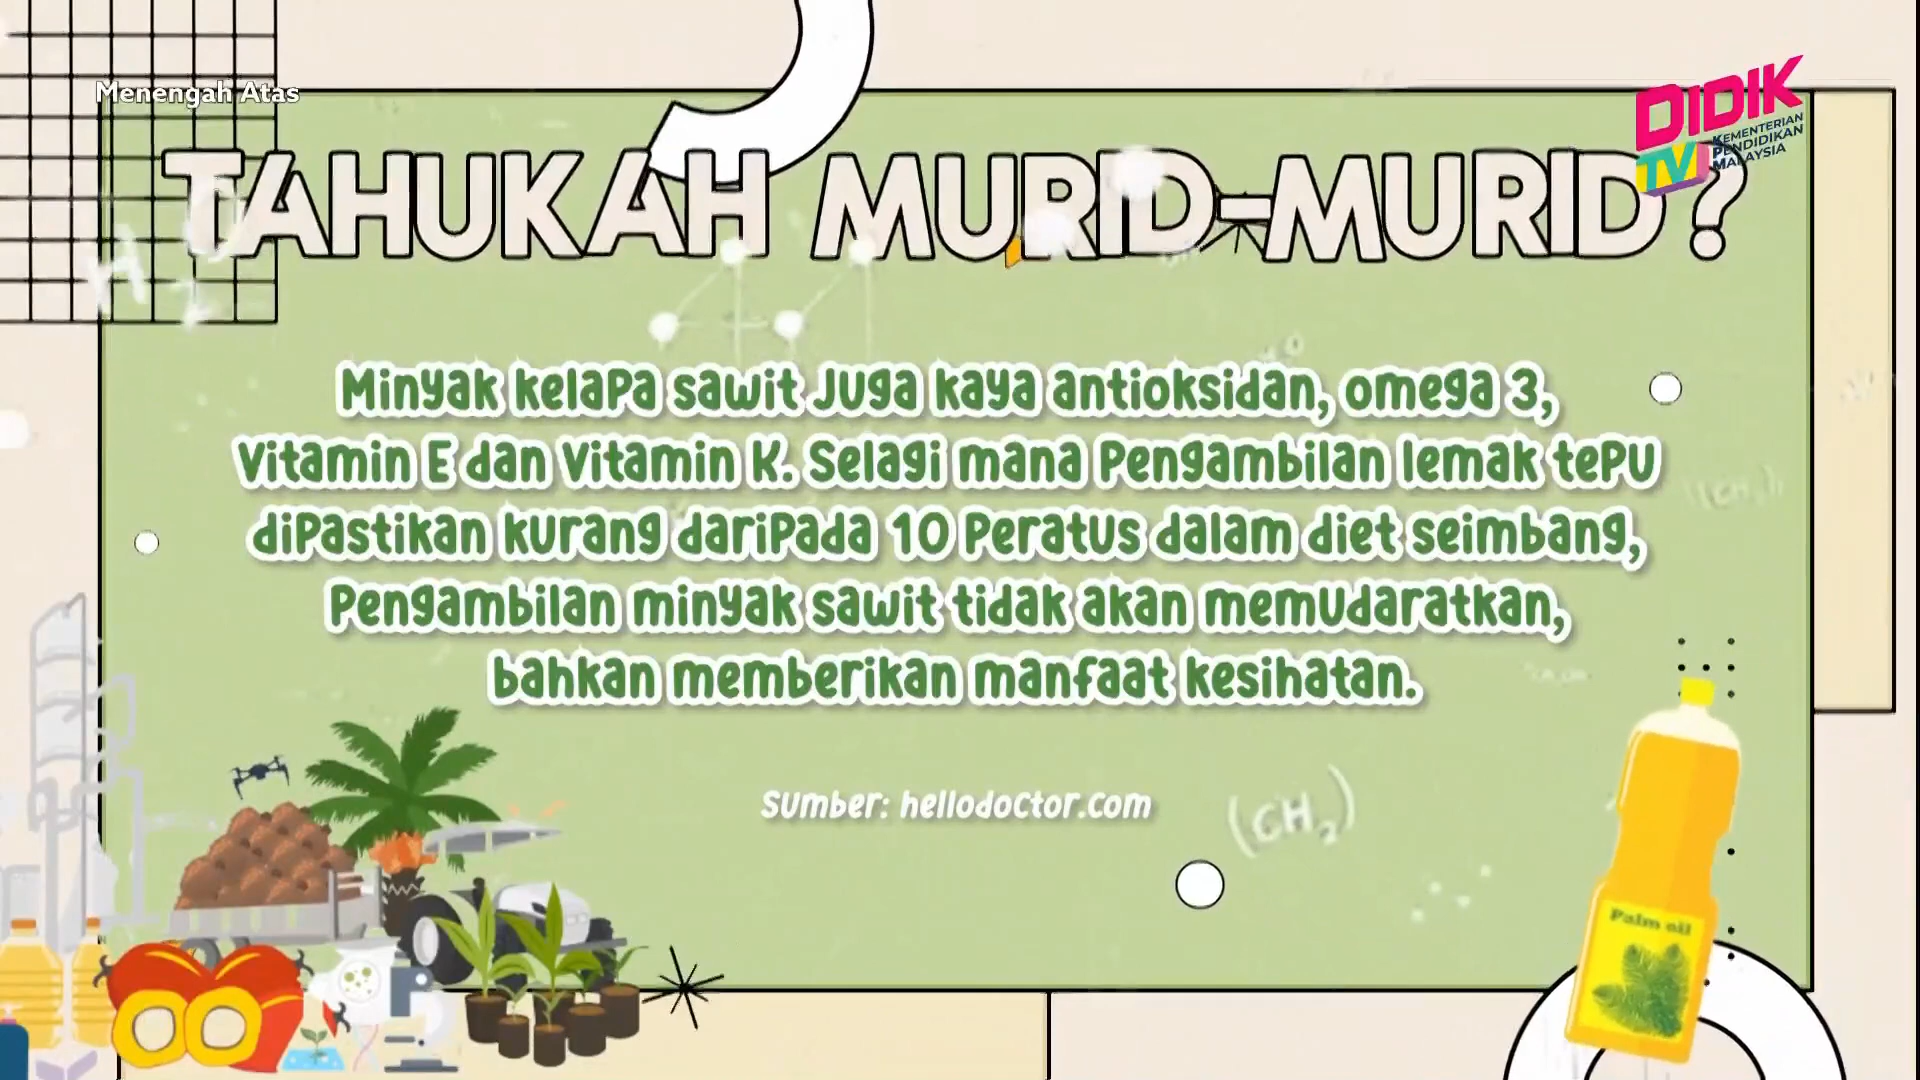 Menengah Atas
DIDIK
TV
KEMENTERIAN
PENDIDIKAN
MALAYSIA
TAHUKAH MURID-MURID?
Minyak kelapa sawit juga kaya antioksidan, omega 3,
Vitamin E dan Vitamin K. Selagi mana pengambilan lemak tepu
dipastikan kurang daripada 10 peratus dalam diet seimbang,
pengambilan minyak sawit tidak akan memudaratkan,
bahkan memberikan manfaat kesihatan.
Sumber: hellodoctor.com
(CH₂)
Palm oil